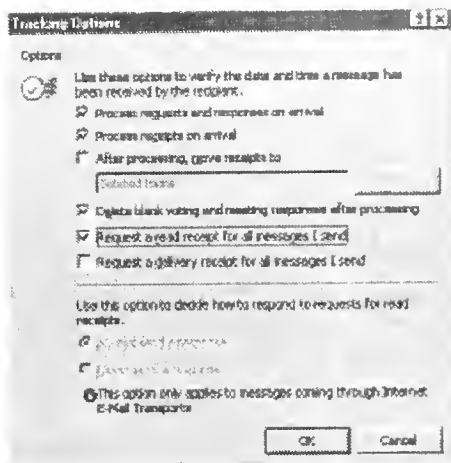 Tracking Options
Options
Use these options to verify the date and time a message has
been received by the recipient.
Process requests and responses on arrival
Process receipts on arrival
After processing, move receipts to
Deleted Items
Delete blank voting and meeting responses after processing
Request a read receipt for all messages I send
Request a delivery receipt for all messages I send
Use this option to decide how to respond to requests for read
receipts.
This option only applies to messages coming through Internet
E-Mail Transports
OK Cancel